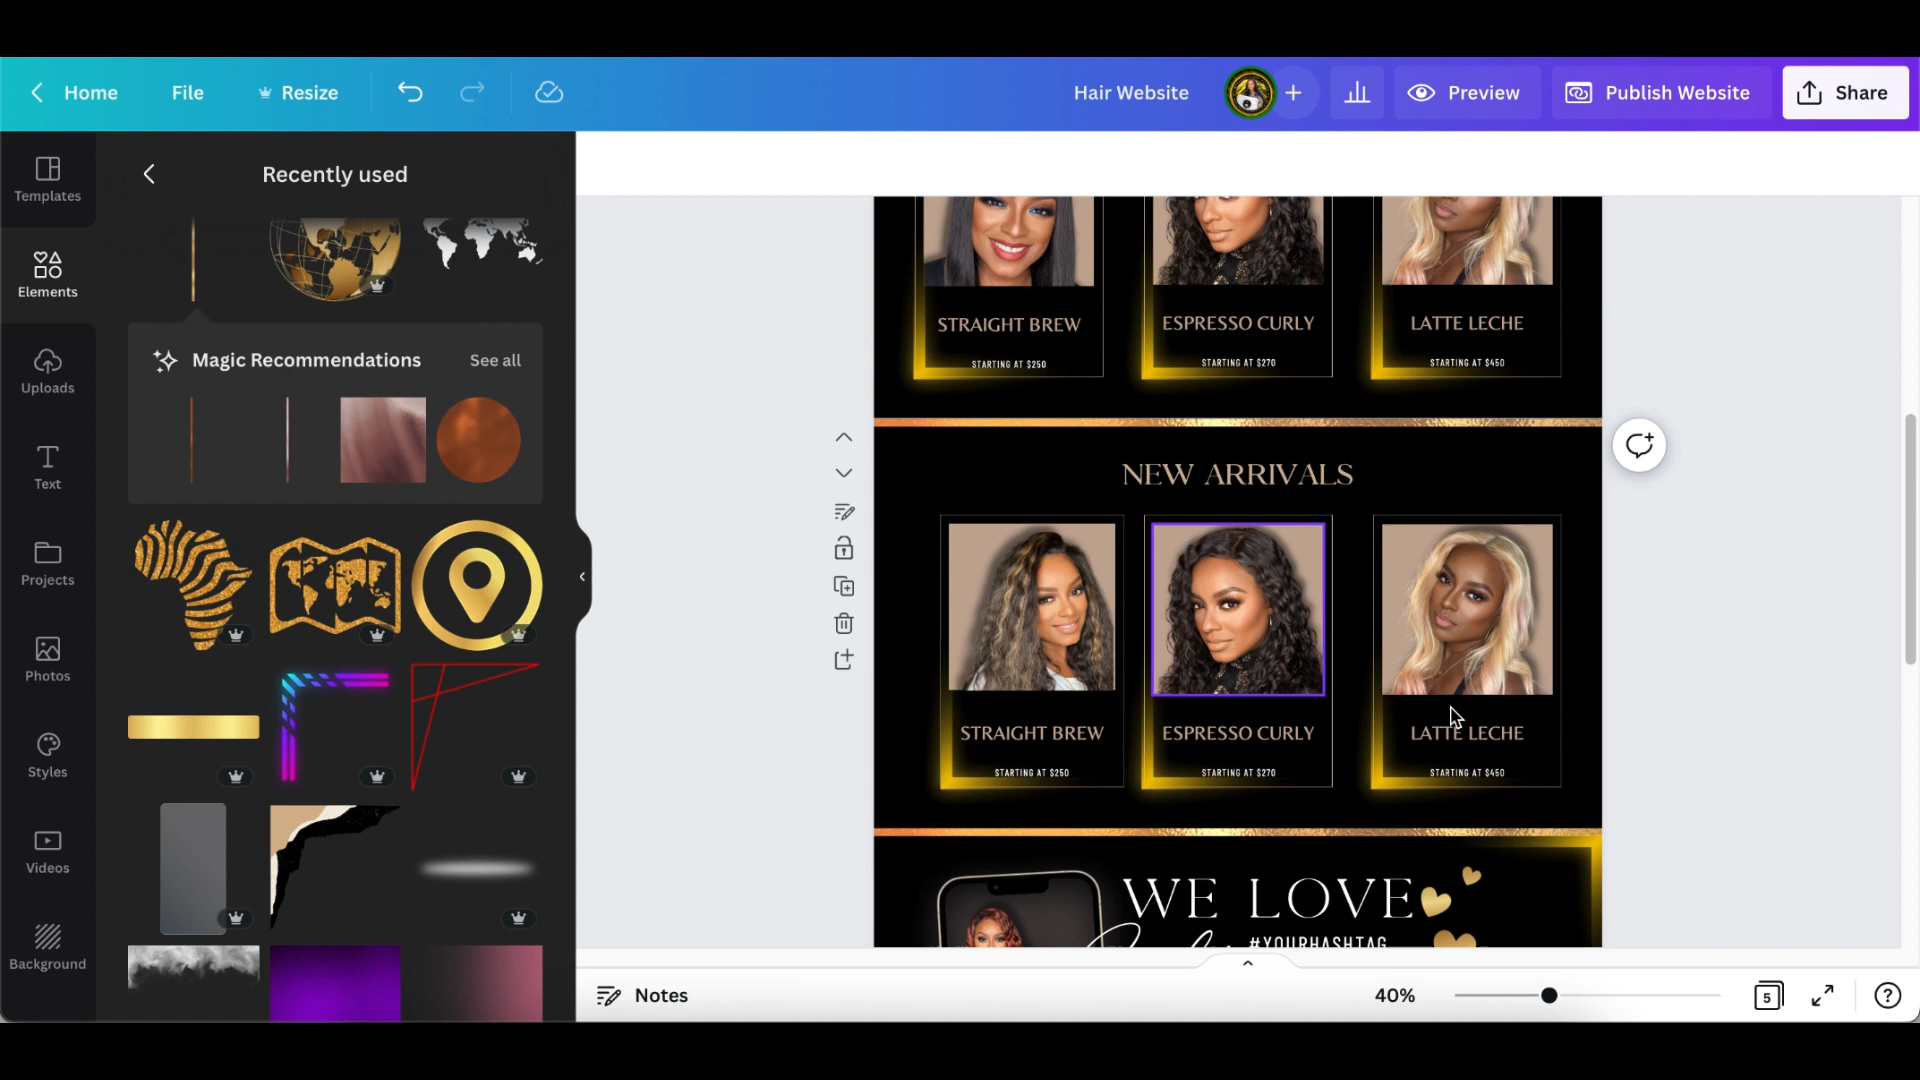 Home File Resize Hair Website Preview Publish Website Share
Templates
Elements
Uploads
Text
Projects
Photos
Styles
Videos
Background
Recently used
Magic Recommendations See all
STRAIGHT BREW ESPRESSO CURLY LATTE LECHE
STARTING AT $250 STARTING AT $270 STARTING AT $450
NEW ARRIVALS
STRAIGHT BREW ESPRESSO CURLY LATTE LECHE
STARTING AT $250 STARTING AT $270 STARTING AT $450
WE LOVE
#YOURHASHTAG
Notes 40% 5 ?